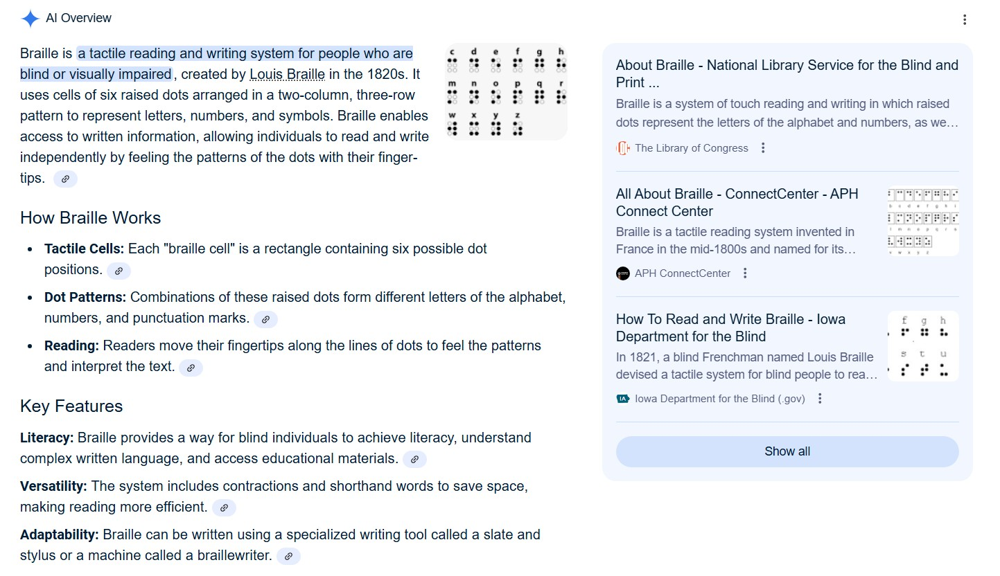 AI Overview
Braille is a tactile reading and writing system for people who are
blind or visually impaired, created by Louis Braille in the 1820s. It
uses cells of six raised dots arranged in a two-column, three-row
pattern to represent letters, numbers, and symbols. Braille enables
access to written information, allowing individuals to read and write
independently by feeling the patterns of the dots with their finger-
tips.
c d e f g h
m n o p q r
w x y z
How Braille Works
• Tactile Cells: Each "braille cell" is a rectangle containing six possible dot
positions.
• Dot Patterns: Combinations of these raised dots form different letters of the alphabet,
numbers, and punctuation marks.
• Reading: Readers move their fingertips along the lines of dots to feel the patterns
and interpret the text.
Key Features
Literacy: Braille provides a way for blind individuals to achieve literacy, understand
complex written language, and access educational materials.
Versatility: The system includes contractions and shorthand words to save space,
making reading more efficient.
Adaptability: Braille can be written using a specialized writing tool called a slate and
stylus or a machine called a braillewriter.
About Braille - National Library Service for the Blind and
Print ...
Braille is a system of touch reading and writing in which raised
dots represent the letters of the alphabet and numbers, as we...
The Library of Congress
All About Braille - ConnectCenter - APH
Connect Center
Braille is a tactile reading system invented in
France in the mid-1800s and named for its...
APH ConnectCenter
How To Read and Write Braille - Iowa
Department for the Blind
In 1821, a blind Frenchman named Louis Braille
devised a tactile system for blind people to rea...
f g h
s t u
IA
Iowa Department for the Blind (.gov)
Show all